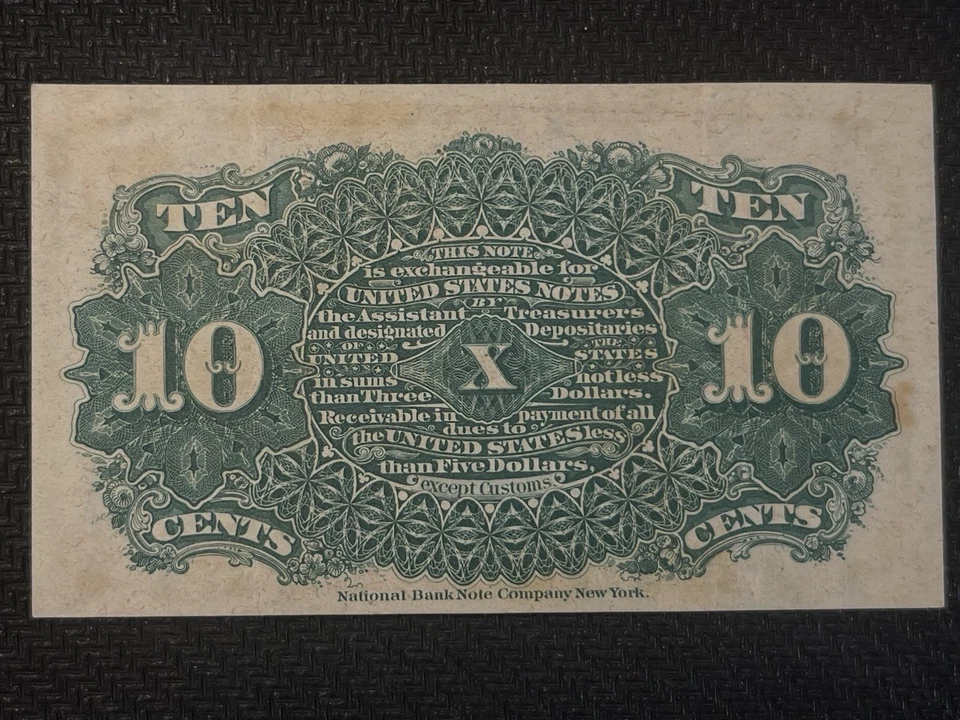 TEN TEN
THIS NOTE
is exchangeable for
UNITED STATES NOTES
BY
the Assistant Treasurers
and designated Depositaries
OF THE
UNITED STATES
in sums not less
than Three Dollars.
Receivable in payment of all
dues to
the UNITED STATES less
than Five Dollars,
except Customs
10 X 10
CENTS CENTS
National Bank Note Company New York.